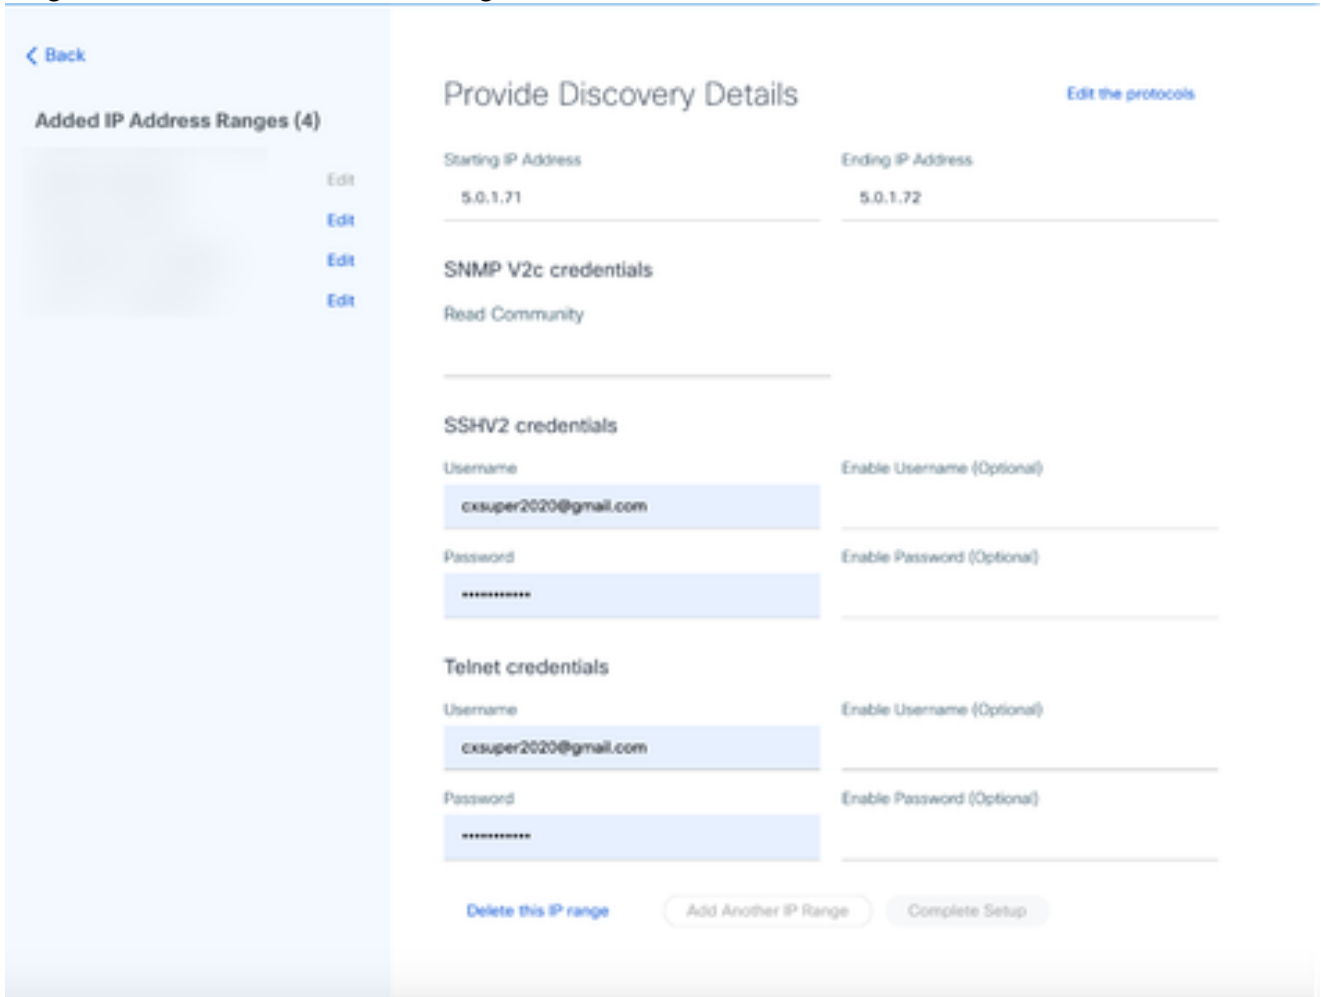 Back
Added IP Address Ranges (4)
Edit
Edit
Edit
Edit
Provide Discovery Details
Edit the protocols
Starting IP Address
Ending IP Address
5.0.1.71
5.0.1.72
SNMP V2c credentials
Read Community
SSHV2 credentials
Username
Enable Username (Optional)
cxsuper2020@gmail.com
Password
Enable Password (Optional)
••••••••••••
Telnet credentials
Username
Enable Username (Optional)
cxsuper2020@gmail.com
Password
Enable Password (Optional)
••••••••••••
Delete this IP range
Add Another IP Range
Complete Setup